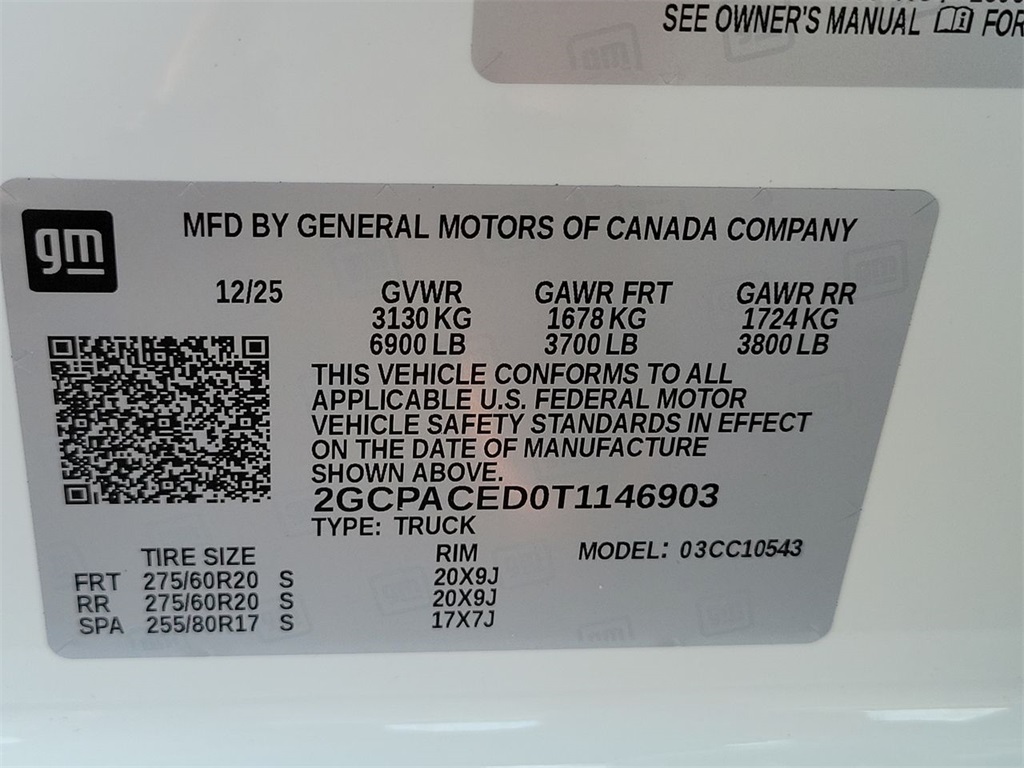 SEE OWNER'S MANUAL FOR
gm
MFD BY GENERAL MOTORS OF CANADA COMPANY
12/25 GVWR GAWR FRT GAWR RR
3130 KG 1678 KG 1724 KG
6900 LB 3700 LB 3800 LB
THIS VEHICLE CONFORMS TO ALL
APPLICABLE U.S. FEDERAL MOTOR
VEHICLE SAFETY STANDARDS IN EFFECT
ON THE DATE OF MANUFACTURE
SHOWN ABOVE.
2GCPACED0T1146903
TYPE: TRUCK
TIRE SIZE RIM MODEL: 03CC10543
FRT 275/60R20 S 20X9J
RR 275/60R20 S 20X9J
SPA 255/80R17 S 17X7J